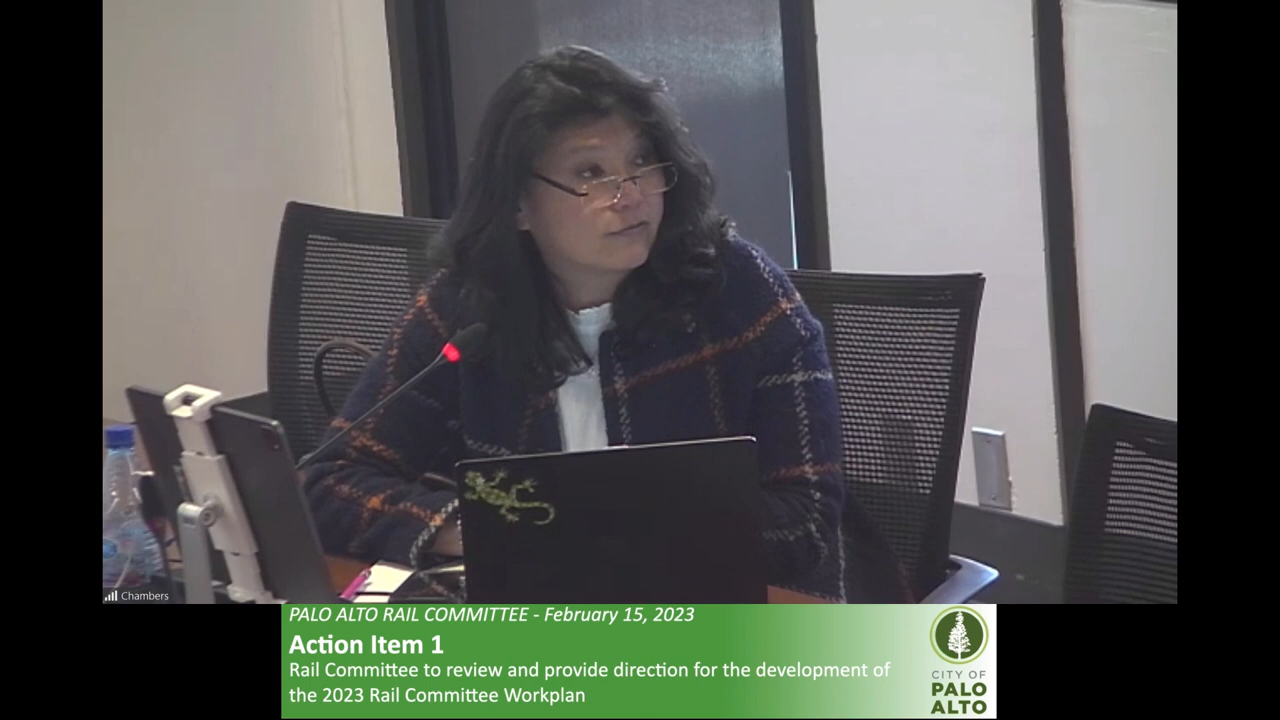 Chambers
PALO ALTO RAIL COMMITTEE - February 15, 2023
Action Item 1
Rail Committee to review and provide direction for the development of
the 2023 Rail Committee Workplan
CITY OF
PALO
ALTO